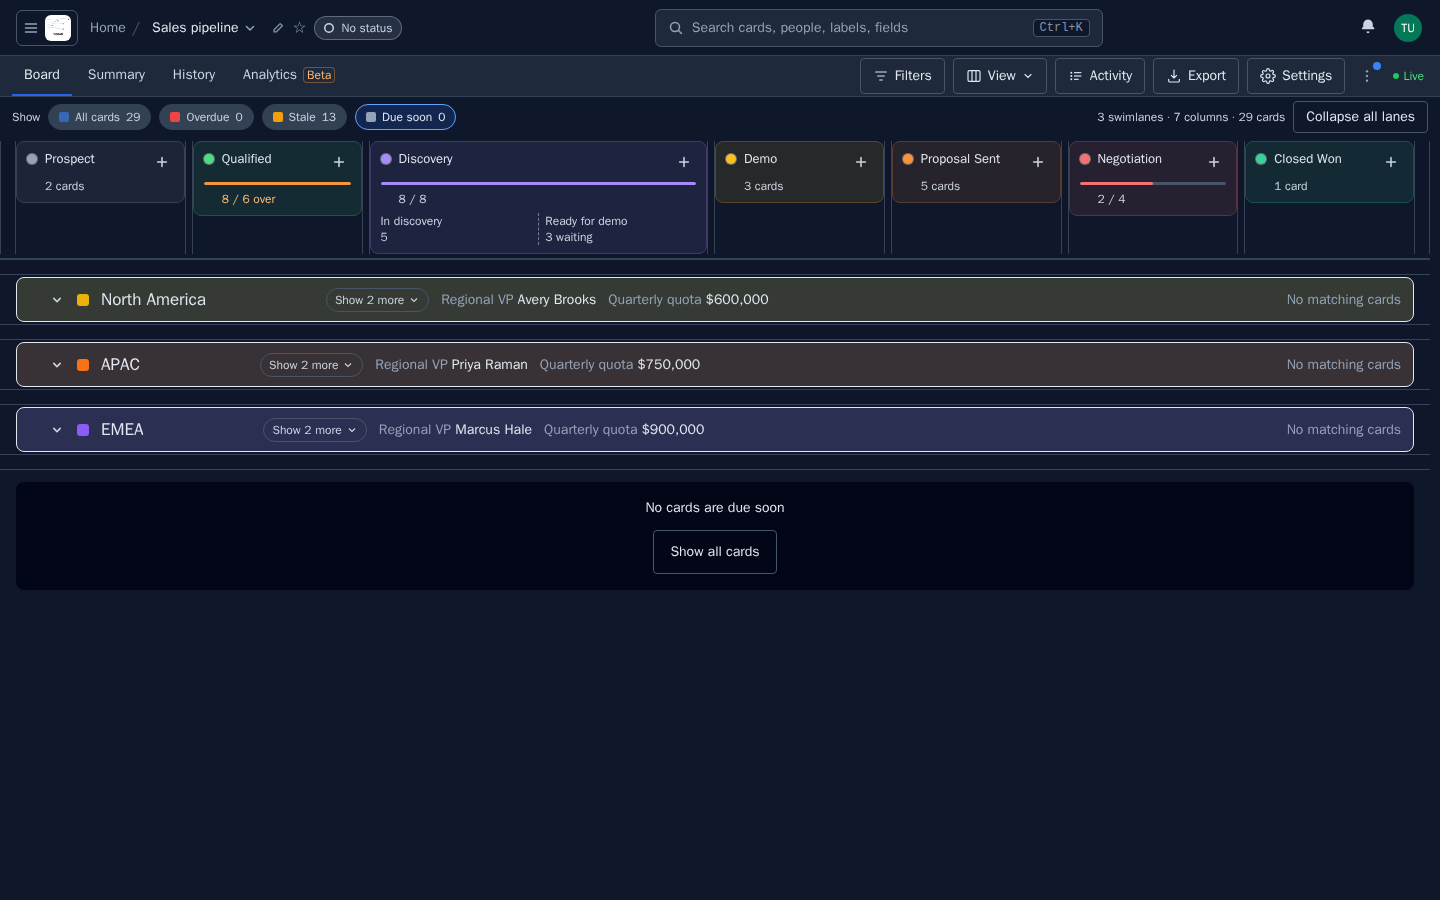 Home / Sales pipeline No status Search cards, people, labels, fields Ctrl+K TU
Board Summary History Analytics Beta Filters View Activity Export Settings Live
Show All cards 29 Overdue 0 Stale 13 Due soon 0 3 swimlanes · 7 columns · 29 cards Collapse all lanes
Prospect + Qualified + Discovery + Demo + Proposal Sent + Negotiation + Closed Won +
2 cards 8 / 6 over 8 / 8 3 cards 5 cards 2 / 4 1 card
In discovery Ready for demo
5 3 waiting
North America Show 2 more Regional VP Avery Brooks Quarterly quota $600,000 No matching cards
APAC Show 2 more Regional VP Priya Raman Quarterly quota $750,000 No matching cards
EMEA Show 2 more Regional VP Marcus Hale Quarterly quota $900,000 No matching cards
No cards are due soon
Show all cards